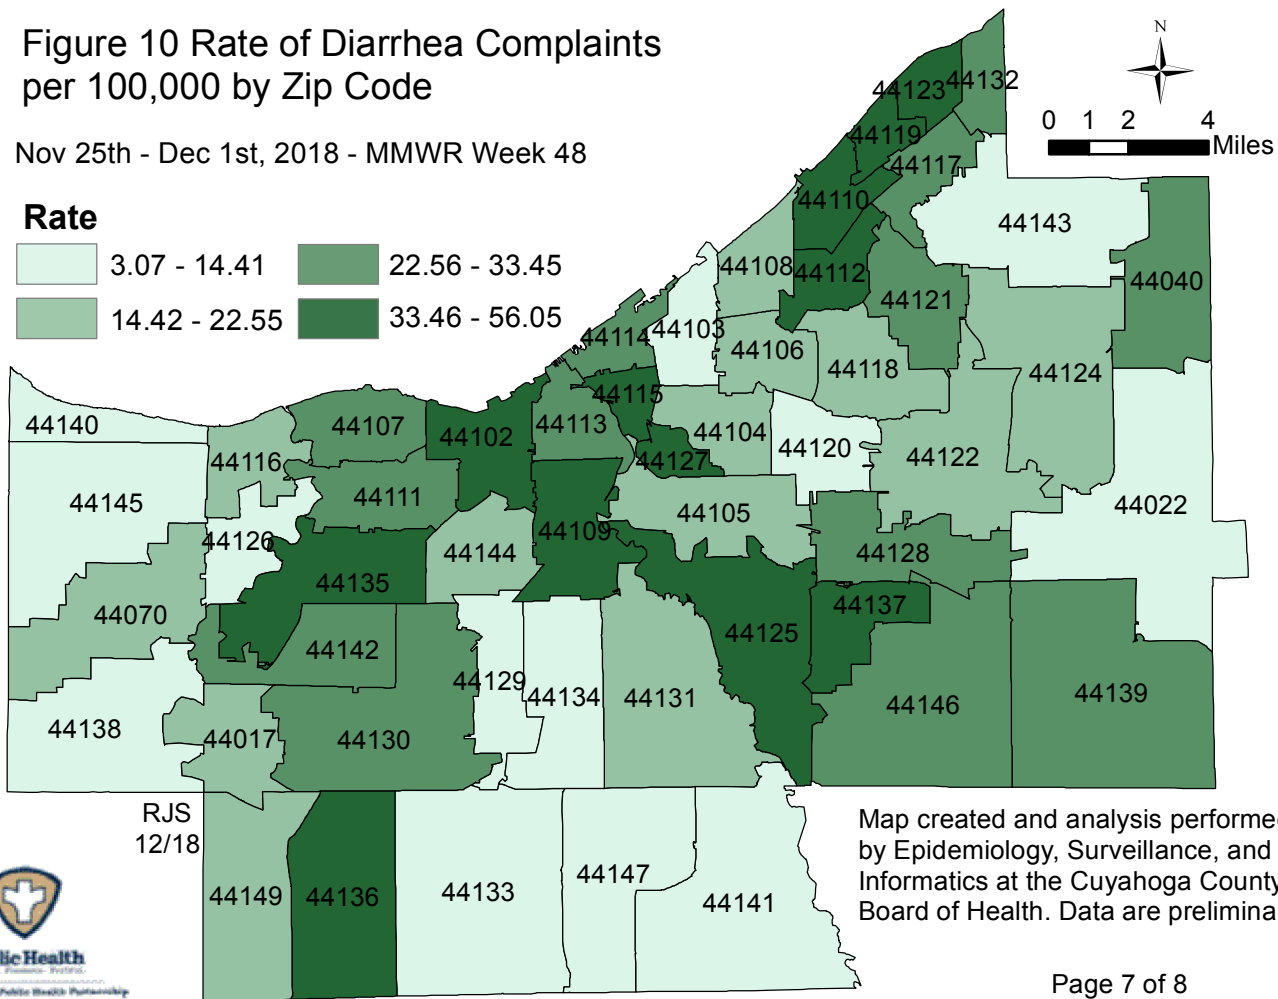 Figure 10 Rate of Diarrhea Complaints
per 100,000 by Zip Code
Nov 25th - Dec 1st, 2018 - MMWR Week 48
N
0 1 2 4
Miles
Rate
3.07 - 14.41
22.56 - 33.45
14.42 - 22.55
33.46 - 56.05
44132
44123
44119
44117
44110
44143
44108
44112
44040
44121
44114
44103
44106
44118
44124
44115
44140
44107
44102
44113
44104
44120
44116
44127
44122
44145
44111
44105
44022
44126
44109
44144
44128
44135
44070
44137
44125
44142
44129
44134
44131
44139
44146
44138
44017
44130
RJS
12/18
44149
44136
44133
44147
44141
Map created and analysis performe
by Epidemiology, Surveillance, and
Informatics at the Cuyahoga County
Board of Health. Data are prelimina
lic Health
Public Health Partnership
Page 7 of 8